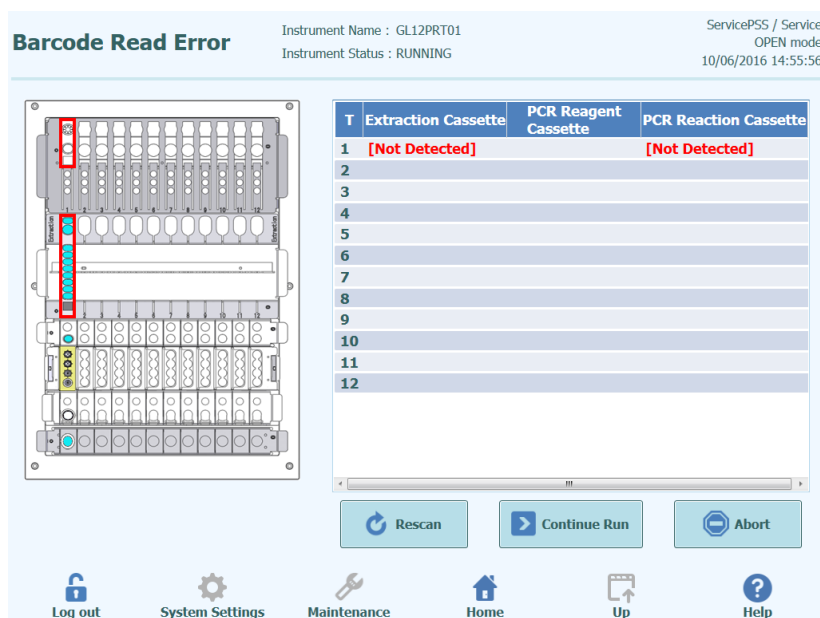 Barcode Read Error
Instrument Name : GL12PRT01
Instrument Status : RUNNING
ServicePSS / Service
OPEN mode
10/06/2016 14:55:56
T Extraction Cassette PCR Reagent Cassette PCR Reaction Cassette
1 [Not Detected] [Not Detected]
2
3
4
5
6
7
8
9
10
11
12
Extraction
Extraction
Rescan
Continue Run
Abort
Log out
System Settings
Maintenance
Home
Up
Help